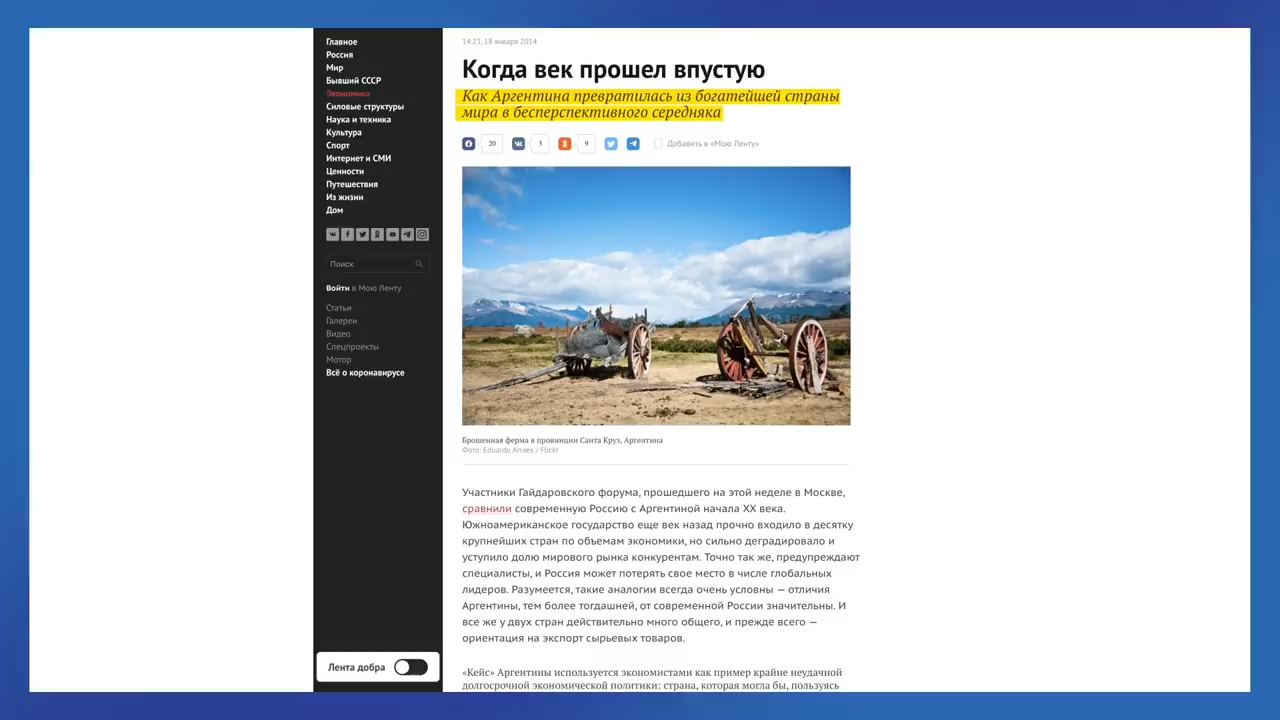 Главное
Россия
Мир
Бывший СССР
Экономика
Силовые структуры
Наука и техника
Культура
Спорт
Интернет и СМИ
Ценности
Путешествия
Из жизни
Дом
Поиск
Войти в Мою Ленту
Статьи
Галереи
Видео
Спецпроекты
Мотор
Всё о коронавирусе
Лента добра
14:23, 18 января 2014
Когда век прошел впустую
Как Аргентина превратилась из богатейшей страны
мира в бесперспективного середняка
20 3 9 Добавить в «Мою Ленту»
Брошенная ферма в провинции Санта Круз, Аргентина
Фото: Eduardo Arraes / Flickr
Участники Гайдаровского форума, прошедшего на этой неделе в Москве,
сравнили современную Россию с Аргентиной начала XX века.
Южноамериканское государство еще век назад прочно входило в десятку
крупнейших стран по объемам экономики, но сильно деградировало и
уступило долю мирового рынка конкурентам. Точно так же, предупреждают
специалисты, и Россия может потерять свое место в числе глобальных
лидеров. Разумеется, такие аналогии всегда очень условны — отличия
Аргентины, тем более тогдашней, от современной России значительны. И
все же у двух стран действительно много общего, и прежде всего —
ориентация на экспорт сырьевых товаров.
«Кейс» Аргентины используется экономистами как пример крайне неудачной
долгосрочной экономической политики: страна, которая могла бы, пользуясь